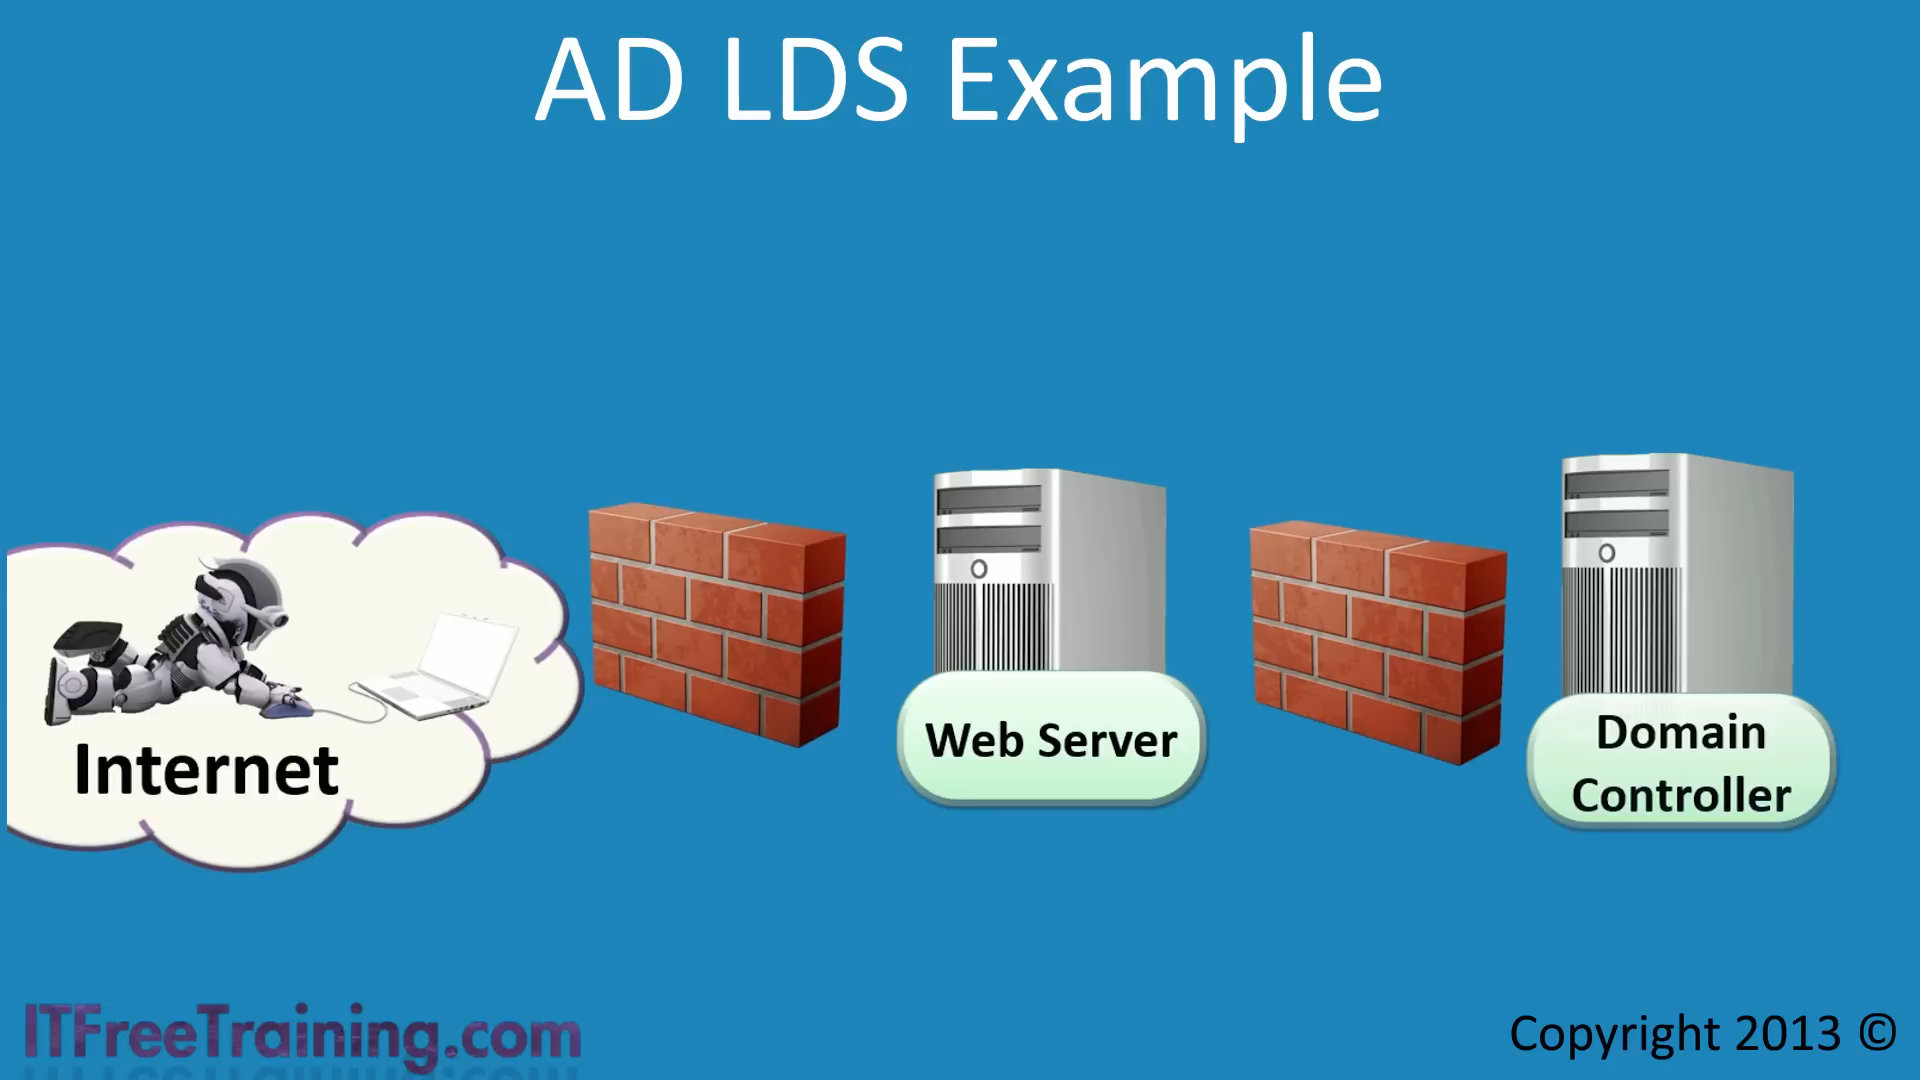 AD LDS Example
Internet
Web Server
Domain
Controller
ITFreeTraining.com
Copyright 2013 ©